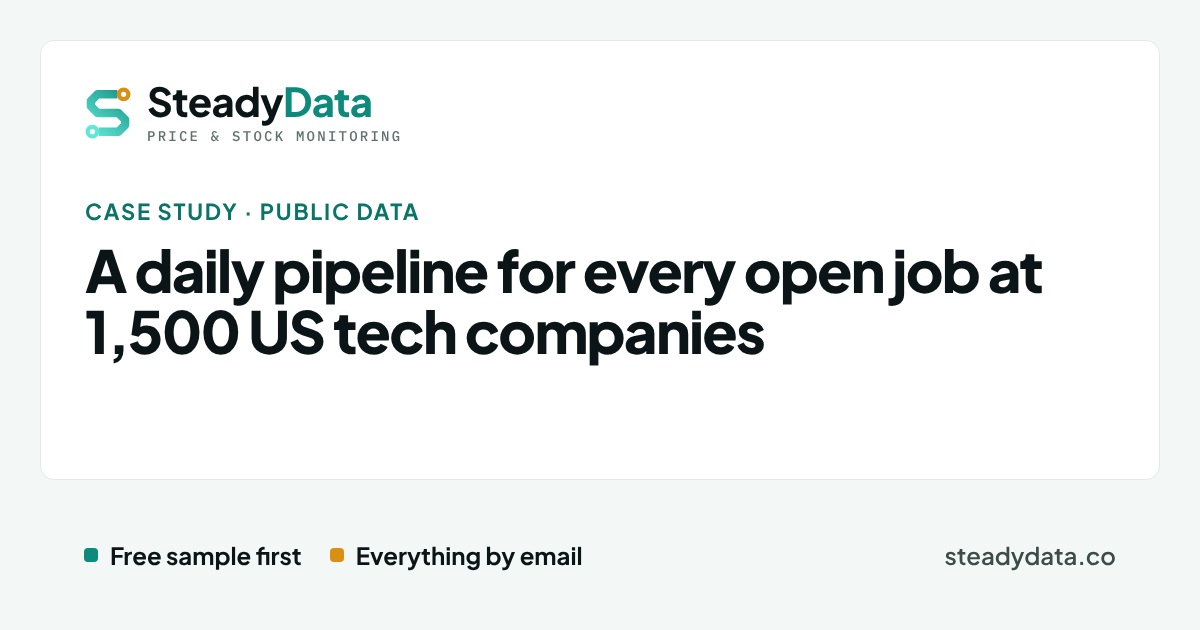 SteadyData
PRICE & STOCK MONITORING
CASE STUDY · PUBLIC DATA
A daily pipeline for every open job at
1,500 US tech companies
Free sample first
Everything by email
steadydata.co